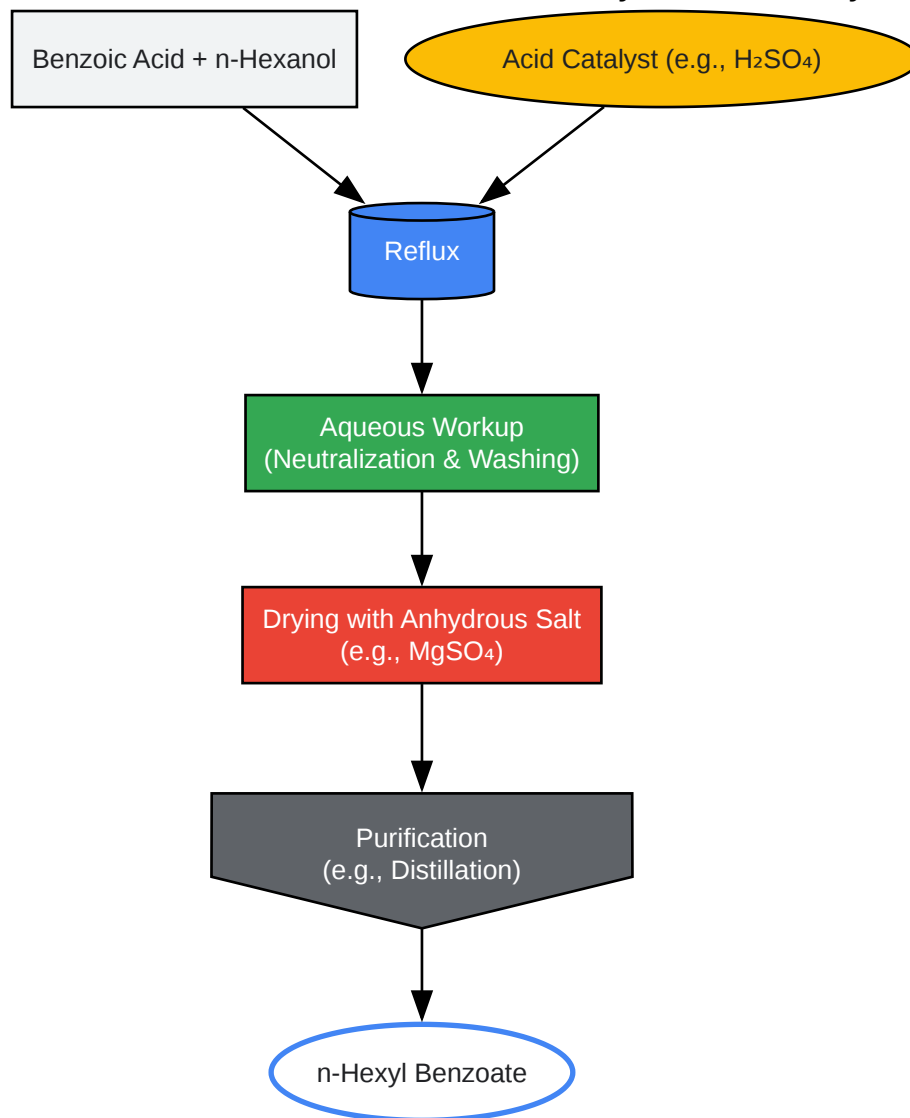 Benzoic Acid + n-Hexanol
Acid Catalyst (e.g., H₂SO₄)
Reflux
Aqueous Workup
(Neutralization & Washing)
Drying with Anhydrous Salt
(e.g., MgSO₄)
Purification
(e.g., Distillation)
n-Hexyl Benzoate